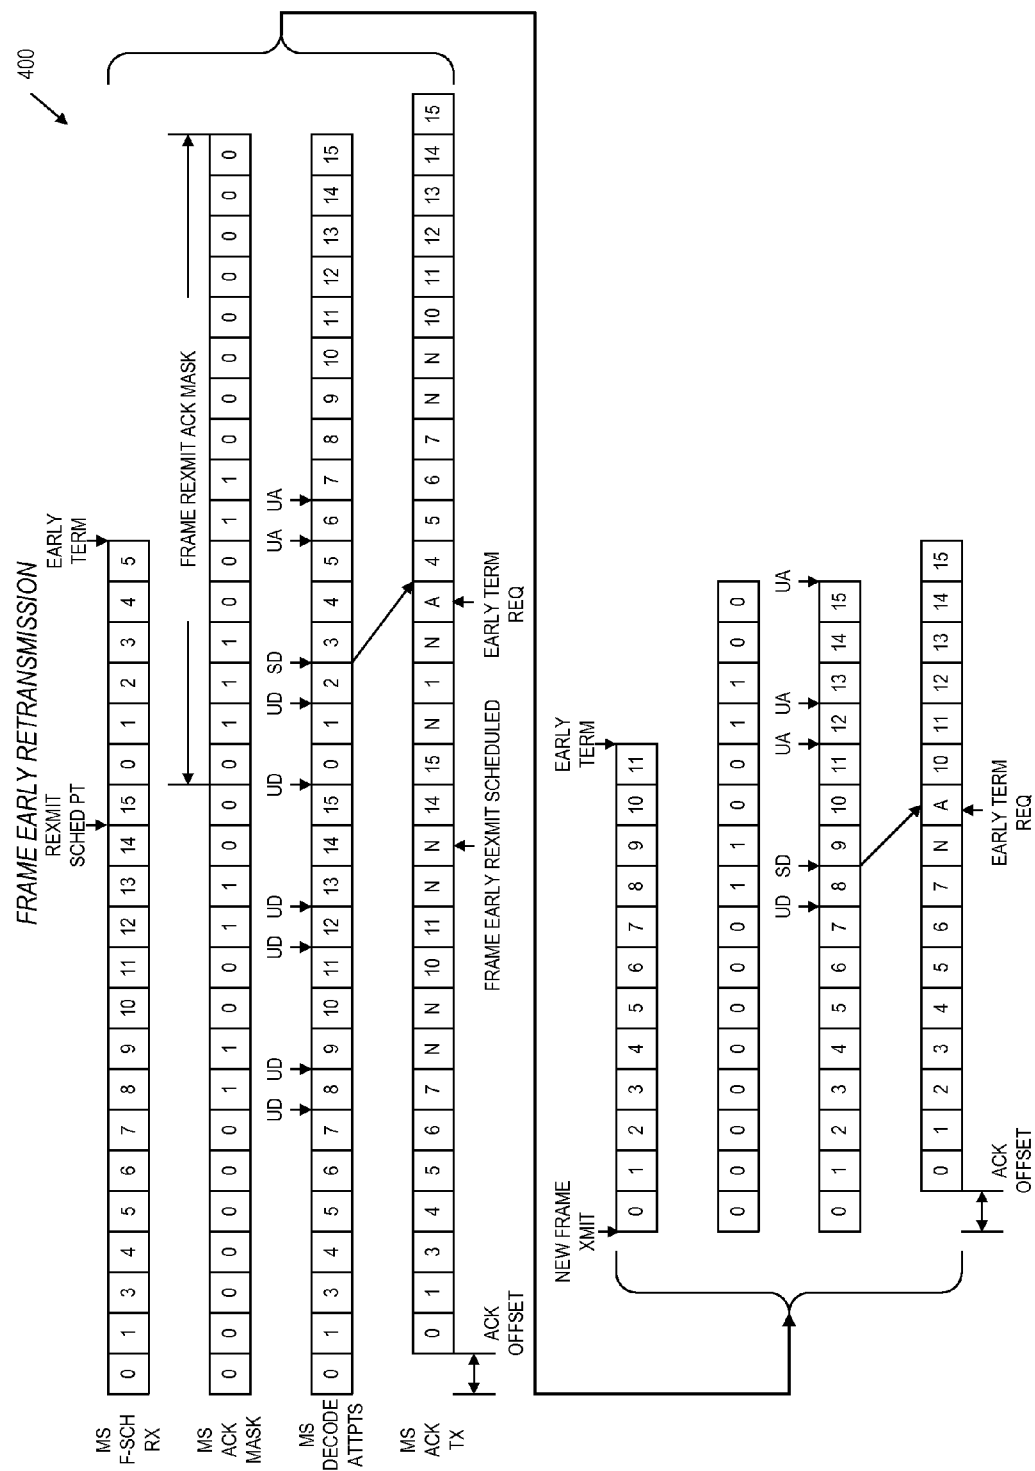 FRAME EARLY RETRANSMISSION
400
REXMIT
SCHED PT
EARLY
TERM
MS
F-SCH
RX
0 1 3 4 5 6 7 8 9 10 11 12 13 14 15 0 1 2 3 4 5
FRAME REXMIT ACK MASK
MS
ACK
MASK
0 0 0 0 0 0 0 1 1 0 0 1 1 0 0 0 1 1 1 0 0 1 1 0 0 0 0 0 0 0 0
UD UD UD UD UD UD SD UA UA
MS
DECODE
ATTPTS
0 1 3 4 5 6 7 8 9 10 11 12 13 14 15 0 1 2 3 4 5 6 7 8 9 10 11 12 13 14 15
MS
ACK
TX
0 1 3 4 5 6 7 N N 10 11 N N 14 15 N 1 N A 4 5 6 7 N N 10 11 12 13 14 15
ACK
OFFSET
FRAME EARLY REXMIT SCHEDULED
EARLY TERM
REQ
NEW FRAME
XMIT
EARLY
TERM
0 1 2 3 4 5 6 7 8 9 10 11
0 0 0 0 0 0 0 0 1 1 0 0 1 1 0 0
UD SD UA UA UA
0 1 2 3 4 5 6 7 8 9 10 11 12 13 14 15
0 1 2 3 4 5 6 7 N A 10 11 12 13 14 15
ACK
OFFSET
EARLY TERM
REQ